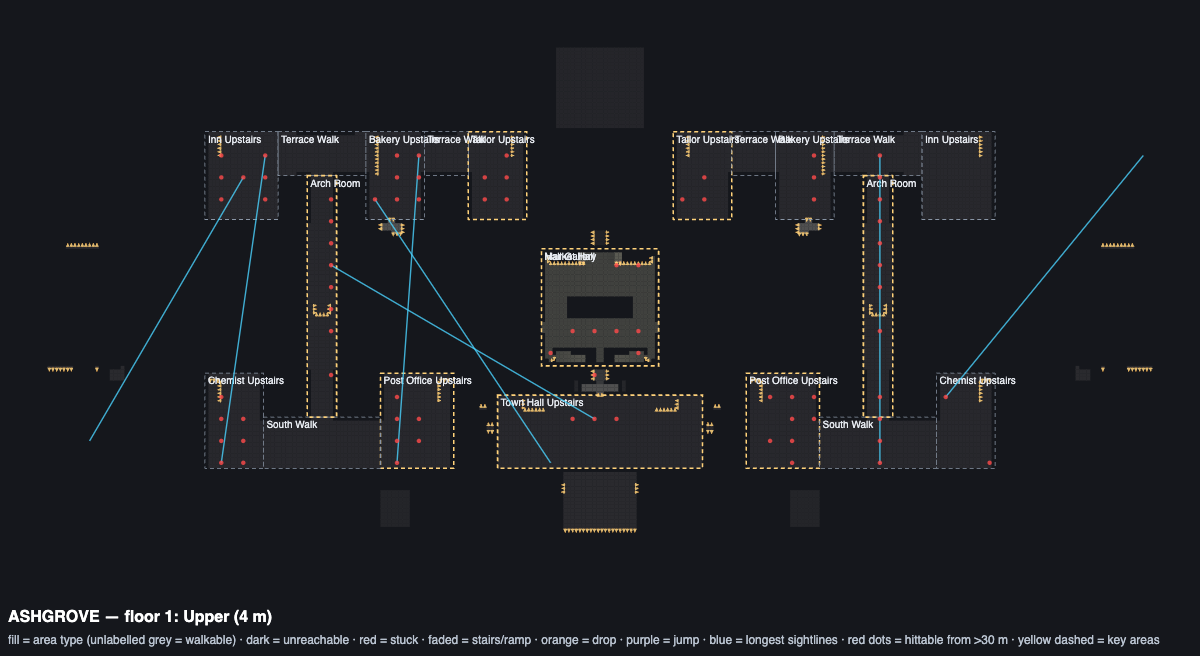 Inn Upstairs
Terrace Walk
Bakery Upstairs
Terrace Walk
Tailor Upstairs
Tailor Upstairs
Terrace Walk
Bakery Upstairs
Terrace Walk
Inn Upstairs
Arch Room
Arch Room
Market Hall
Chemist Upstairs
Post Office Upstairs
Post Office Upstairs
Chemist Upstairs
Town Hall Upstairs
South Walk
South Walk
ASHGROVE — floor 1: Upper (4 m)
fill = area type (unlabelled grey = walkable) · dark = unreachable · red = stuck · faded = stairs/ramp · orange = drop · purple = jump · blue = longest sightlines · red dots = hittable from >30 m · yellow dashed = key areas